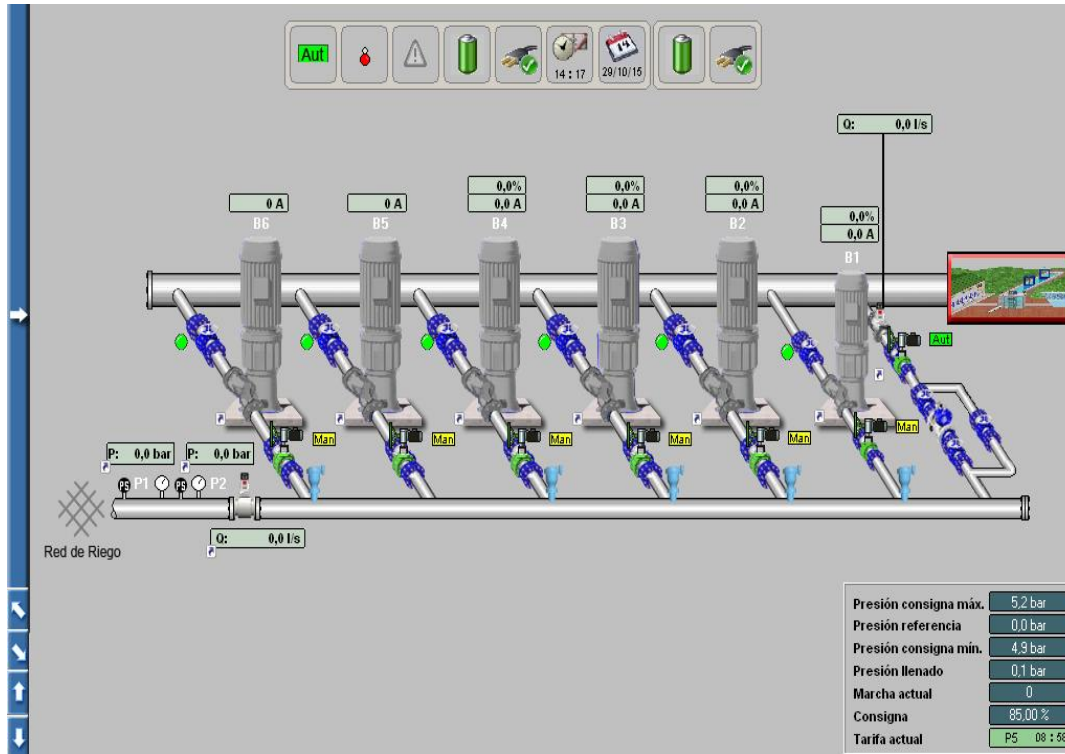 Aut
14 : 17
29/10/15
Q: 0,0 l/s
0 A
B6
0 A
B5
0,0%
0,0 A
B4
0,0%
0,0 A
B3
0,0%
0,0 A
B2
0,0%
0,0 A
B1
Aut
Man
Man
Man
Man
Man
Man
P: 0,0 bar
P: 0,0 bar
PS
P1
PS
P2
Red de Riego
Q: 0,0 l/s
Presión consigna máx. 5,2 bar
Presión referencia 0,0 bar
Presión consigna mín. 4,9 bar
Presión llenado 0,1 bar
Marcha actual 0
Consigna 85,00 %
Tarifa actual P5 08 : 58